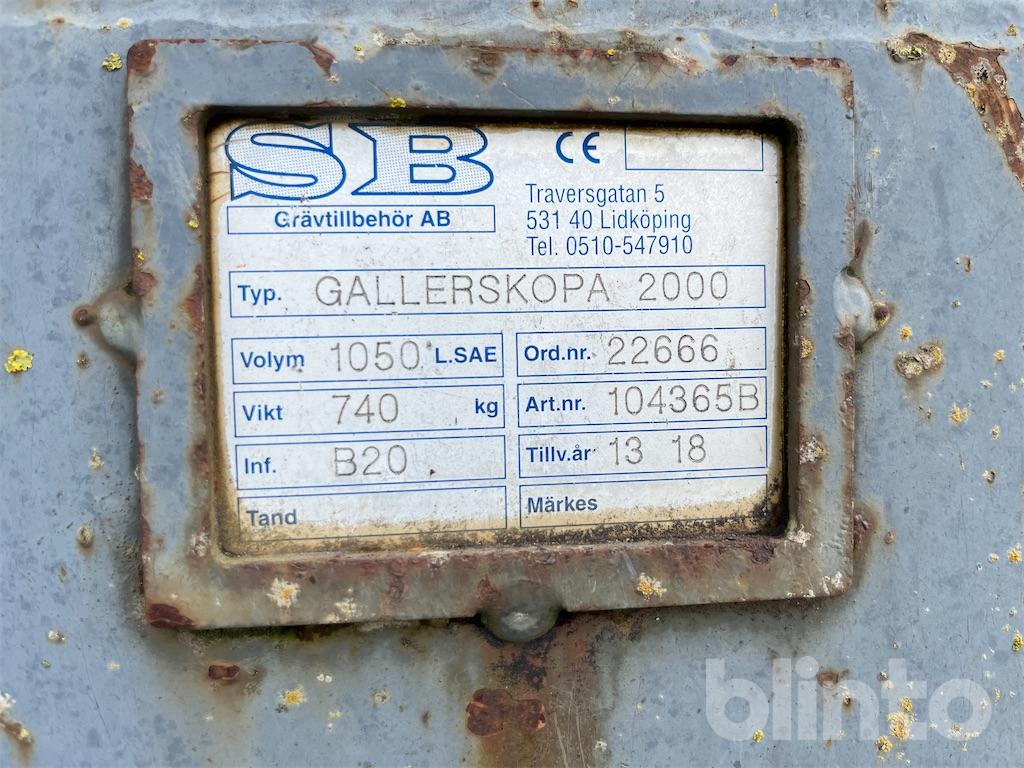 SB
Grävtillbehör AB
CE
Traversgatan 5
531 40 Lidköping
Tel. 0510-547910
Typ. GALLERSKOPA 2000
Volym 1050 L.SAE
Ord.nr. 22666
Vikt 740 kg
Art.nr. 104365B
Inf. B20
Tillv.år 13 18
Tand
Märkes
blinto